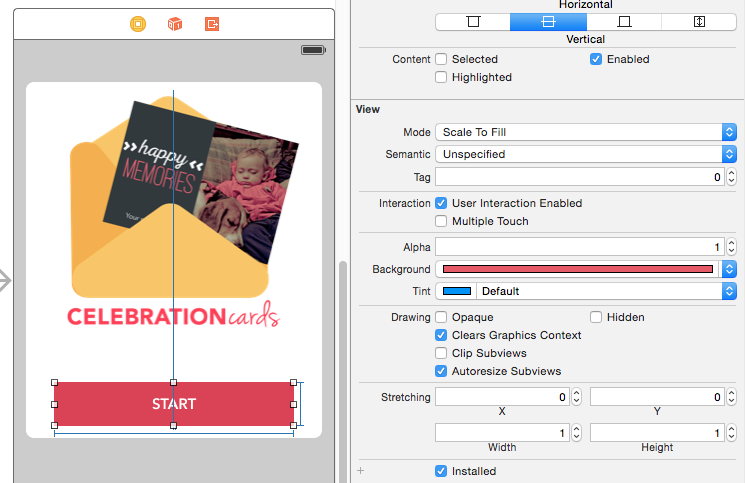 Horizontal
Vertical
Content
Selected
Enabled
Highlighted
View
Mode Scale To Fill
Semantic Unspecified
Tag 0
Interaction User Interaction Enabled
Multiple Touch
Alpha 1
Background
Tint Default
Drawing Opaque Hidden
Clears Graphics Context
Clip Subviews
Autoresize Subviews
Stretching 0 0
X Y
1 1
Width Height
Installed
happy
MEMORIES
Your
CELEBRATIONcards
START